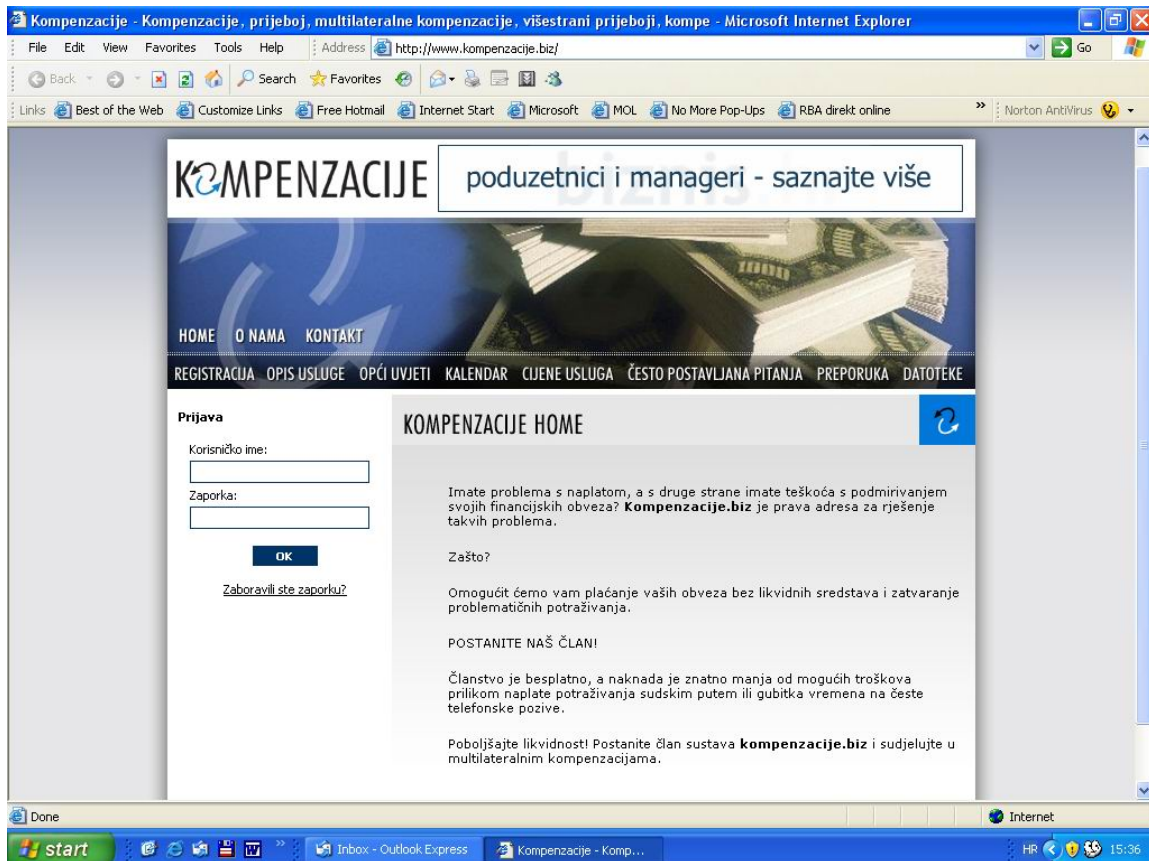 Kompenzacije - Kompenzacije, prijeboj, multilateralne kompenzacije, višestrani prijeboji, kompe - Microsoft Internet Explorer
File Edit View Favorites Tools Help Address http://www.kompenzacije.biz/ Go
Back Search Favorites
Links Best of the Web Customize Links Free Hotmail Internet Start Microsoft MOL No More Pop-Ups RBA direkt online » Norton AntiVirus
KOMPENZACIJE
poduzetnici i manageri - saznajte više
HOME O NAMA KONTAKT
REGISTRACIJA OPIS USLUGE OPĆI UVJETI KALENDAR CIJENE USLUGA ČESTO POSTAVLJANA PITANJA PREPORUKA DATOTEKE
Prijava
Korisničko ime:
Zaporka:
OK
Zaboravili ste zaporku?
KOMPENZACIJE HOME
Imate problema s naplatom, a s druge strane imate teškoća s podmirivanjem
svojih financijskih obveza? Kompenzacije.biz je prava adresa za rješenje
takvih problema.
Zašto?
Omogućit ćemo vam plaćanje vaših obveza bez likvidnih sredstava i zatvaranje
problematičnih potraživanja.
POSTANITE NAŠ ČLAN!
Članstvo je besplatno, a naknada je znatno manja od mogućih troškova
prilikom naplate potraživanja sudskim putem ili gubitka vremena na česte
telefonske pozive.
Poboljšajte likvidnost! Postanite član sustava kompenzacije.biz i sudjelujte u
multilateralnim kompenzacijama.
Done Internet
start » Inbox - Outlook Express Kompenzacije - Komp... HR 15:36